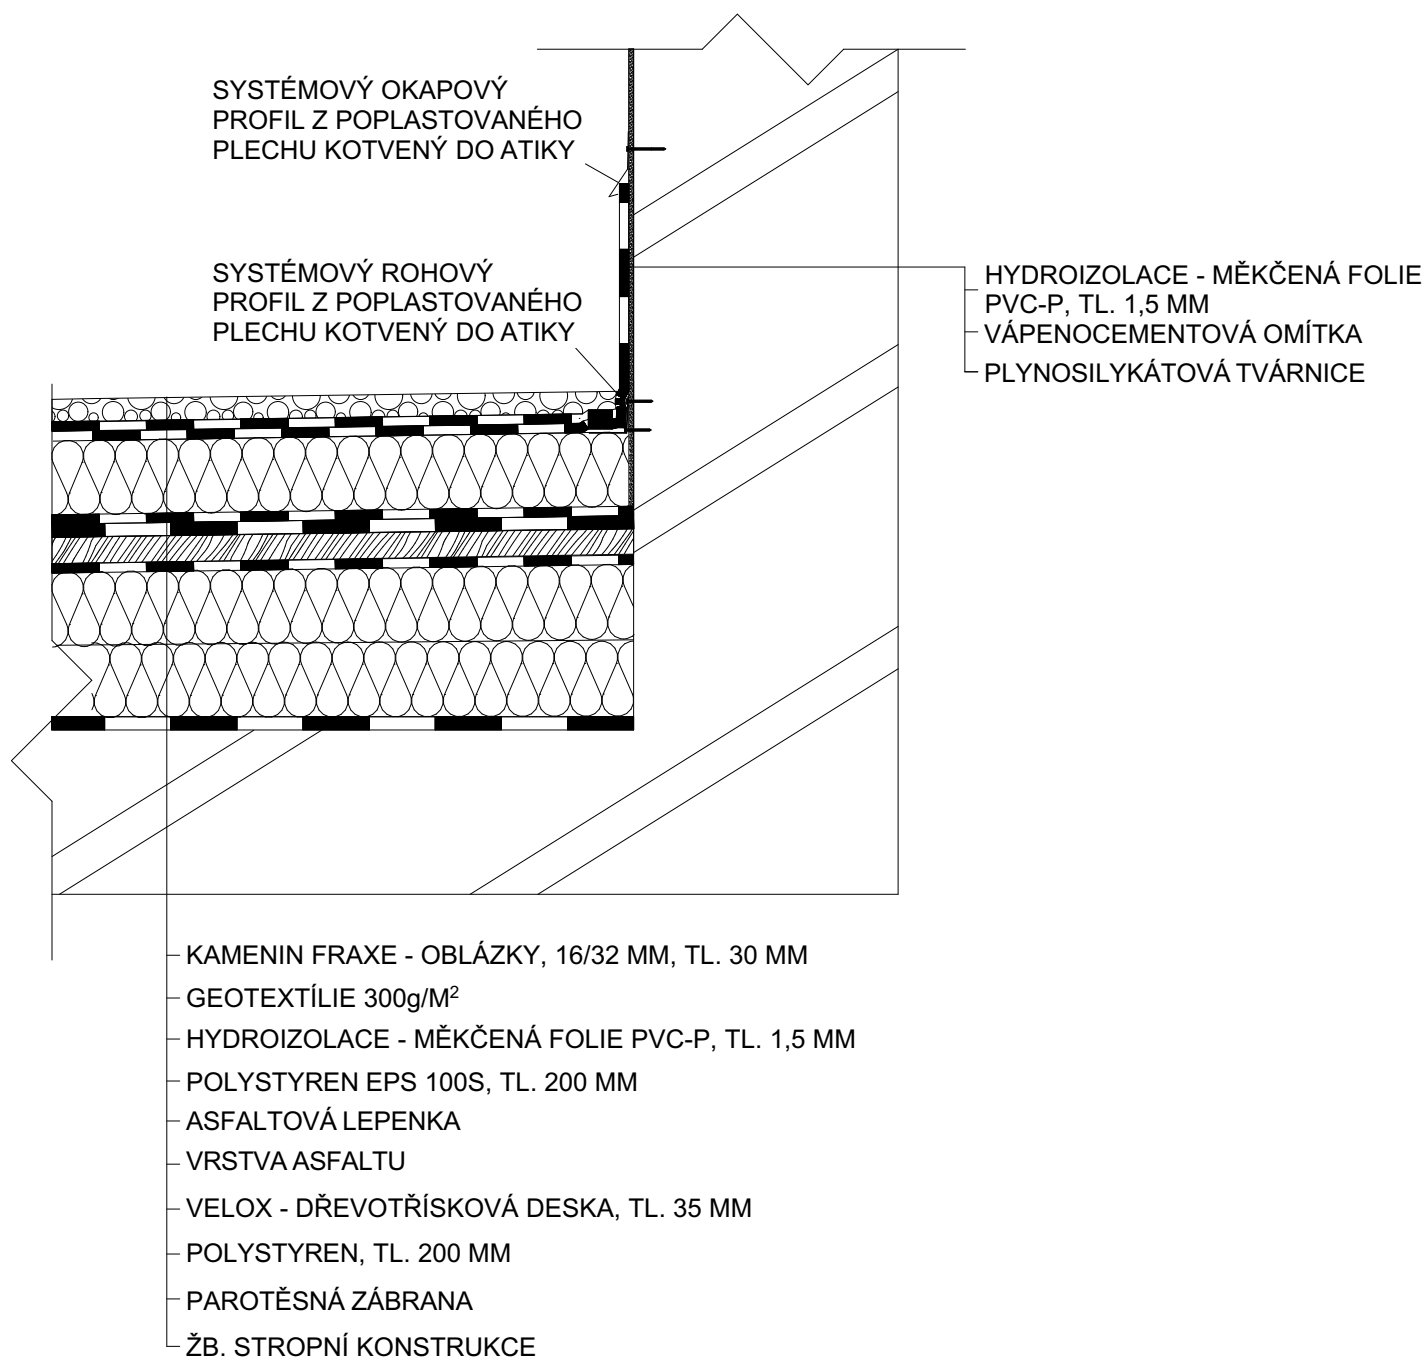 SYSTÉMOVÝ OKAPOVÝ
PROFIL Z POPLASTOVANÉHO
PLECHU KOTVENÝ DO ATIKY
SYSTÉMOVÝ ROHOVÝ
PROFIL Z POPLASTOVANÉHO
PLECHU KOTVENÝ DO ATIKY
HYDROIZOLACE - MĚKČENÁ FOLIE
PVC-P, TL. 1,5 MM
VÁPENOCEMENTOVÁ OMÍTKA
PLYNOSILYKÁTOVÁ TVÁRNICE
KAMENIN FRAXE - OBLÁZKY, 16/32 MM, TL. 30 MM
GEOTEXTÍLIE 300g/M²
HYDROIZOLACE - MĚKČENÁ FOLIE PVC-P, TL. 1,5 MM
POLYSTYREN EPS 100S, TL. 200 MM
ASFALTOVÁ LEPENKA
VRSTVA ASFALTU
VELOX - DŘEVOTŘÍSKOVÁ DESKA, TL. 35 MM
POLYSTYREN, TL. 200 MM
PAROTĚSNÁ ZÁBRANA
ŽB. STROPNÍ KONSTRUKCE